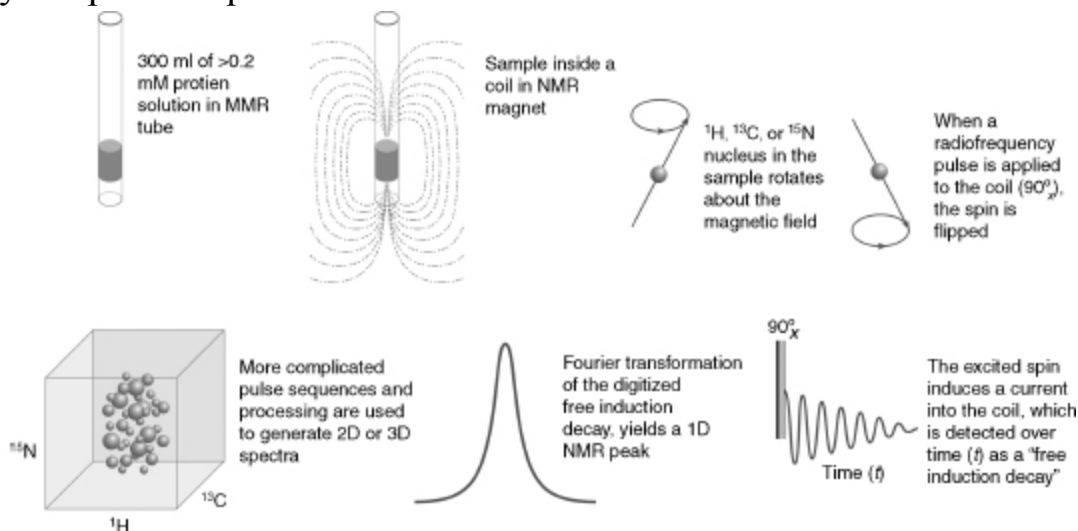 300 ml of >0.2
mM protien
solution in MMR
tube
Sample inside a
coil in NMR
magnet
¹H, ¹³C, or ¹⁵N
nucleus in the
sample rotates
about the
magnetic field
When a
radiofrequency
pulse is applied
to the coil (90°ₓ),
the spin is
flipped
¹⁵N
¹³C
¹H
More complicated
pulse sequences and
processing are used
to generate 2D or 3D
spectra
Fourier transformation
of the digitized
free induction
decay, yields a 1D
NMR peak
90°ₓ
Time (t)
The excited spin
induces a current
into the coil, which
is detected over
time (t) as a "free
induction decay"